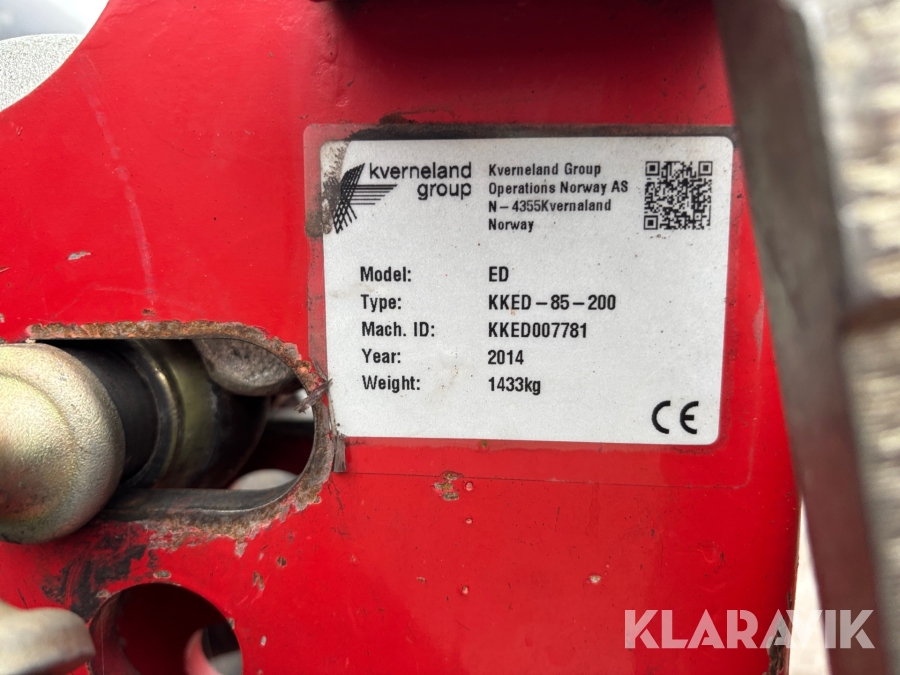 kverneland
group
Kverneland Group
Operations Norway AS
N-4355Kvernaland
Norway
Model: ED
Type: KKED-85-200
Mach. ID: KKED007781
Year: 2014
Weight: 1433kg
CE
KLARAVIK